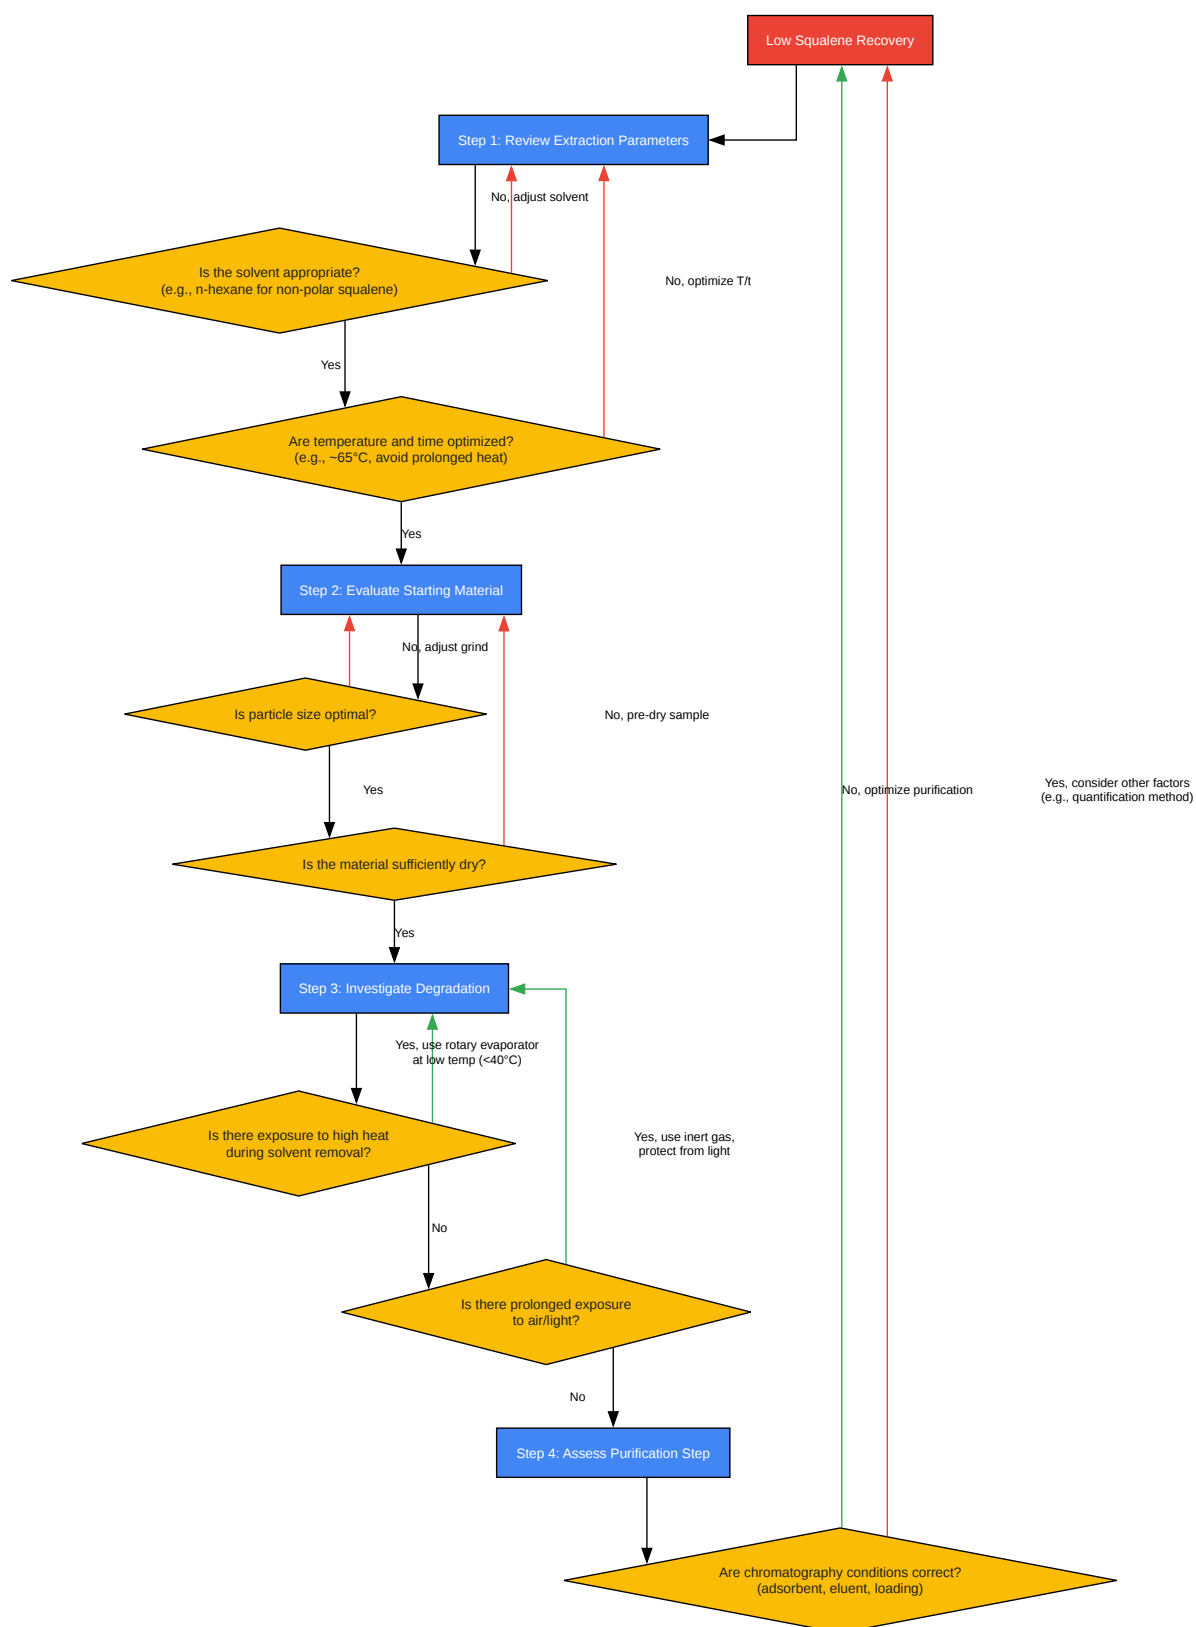 Low Squalene Recovery
Step 1: Review Extraction Parameters
No, adjust solvent
Is the solvent appropriate?
(e.g., n-hexane for non-polar squalene)
No, optimize T/t
Yes
Are temperature and time optimized?
(e.g., ~65°C, avoid prolonged heat)
Yes
Step 2: Evaluate Starting Material
No, adjust grind
Is particle size optimal?
No, pre-dry sample
Yes
No, optimize purification
Yes, consider other factors
(e.g., quantification method)
Is the material sufficiently dry?
Yes
Step 3: Investigate Degradation
Yes, use rotary evaporator
at low temp (<40°C)
Is there exposure to high heat
during solvent removal?
Yes, use inert gas,
protect from light
No
Is there prolonged exposure
to air/light?
No
Step 4: Assess Purification Step
Are chromatography conditions correct?
(adsorbent, eluent, loading)